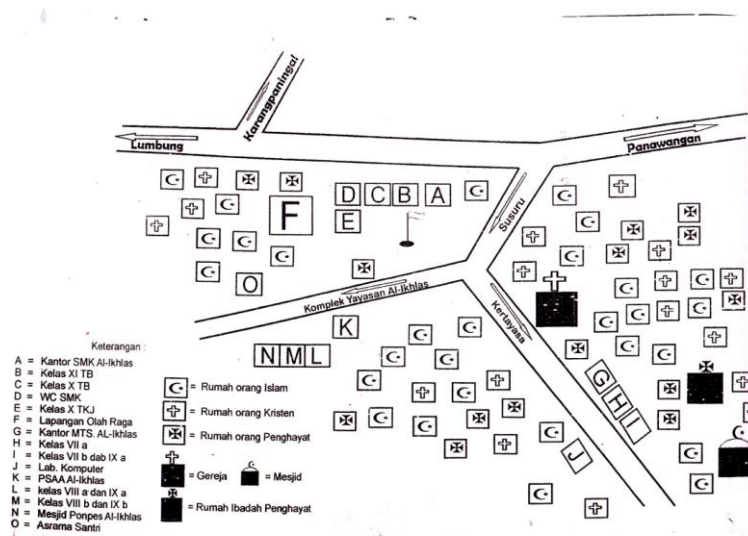 Karangpaningal
Lumbung
Panawangan
D C B A
E
F
Susuru
O
Komplek Yayasan Al-Ikhlas
Kertayasa
K
N M L
G
H
I
J
Keterangan :
A = Kantor SMK Al-Ikhlas
B = Kelas XI TB
C = Kelas X TB
D = WC SMK
E = Kelas X TKJ
F = Lapangan Olah Raga
G = Kantor MTS. AL-Ikhlas
H = Kelas VII a
I = Kelas VII b dab IX a
J = Lab. Komputer
K = PSAA Al-Ikhlas
L = kelas VIII a dan IX a
M = Kelas VIII b dan IX b
N = Mesjid Ponpes Al-Ikhlas
O = Asrama Santri
= Rumah orang Islam
= Rumah orang Kristen
= Rumah orang Penghayat
= Gereja
= Mesjid
= Rumah Ibadah Penghayat